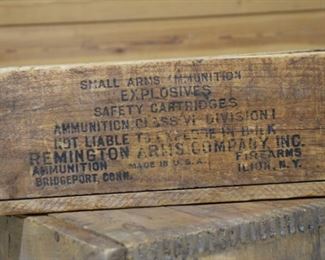 SMALL ARMS AMMUNITION
EXPLOSIVES
SAFETY CARTRIDGES
AMMUNITION: CLASS VI DIVISION I
NOT LIABLE TO EXPLODE IN BULK
REMINGTON ARMS COMPANY, INC.
AMMUNITION MADE IN U.S.A. FIREARMS
BRIDGEPORT, CONN. ILION, N.Y.